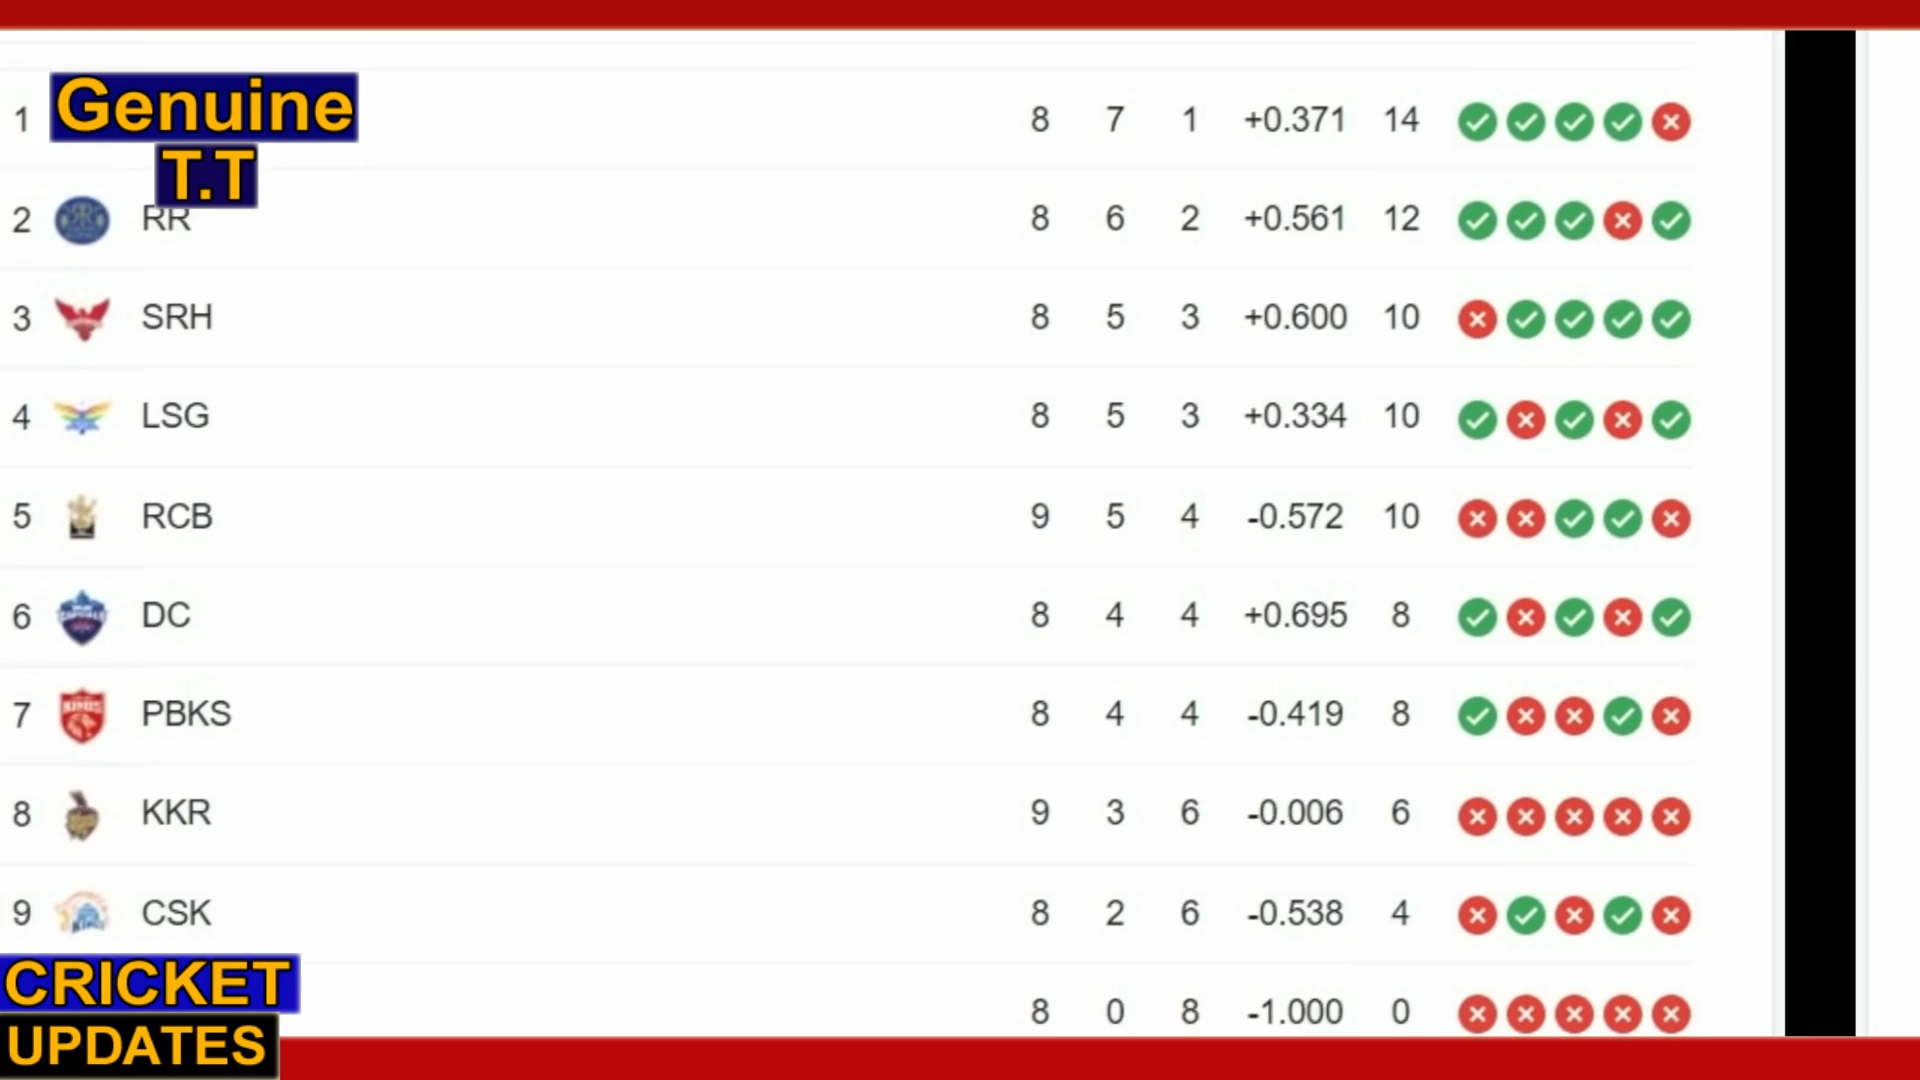 1 Genuine 8 7 1 +0.371 14
T.T
2 RR 8 6 2 +0.561 12
3 SRH 8 5 3 +0.600 10
4 LSG 8 5 3 +0.334 10
5 RCB 9 5 4 -0.572 10
6 DC 8 4 4 +0.695 8
7 PBKS 8 4 4 -0.419 8
8 KKR 9 3 6 -0.006 6
9 CSK 8 2 6 -0.538 4
CRICKET
8 0 8 -1.000 0
UPDATES